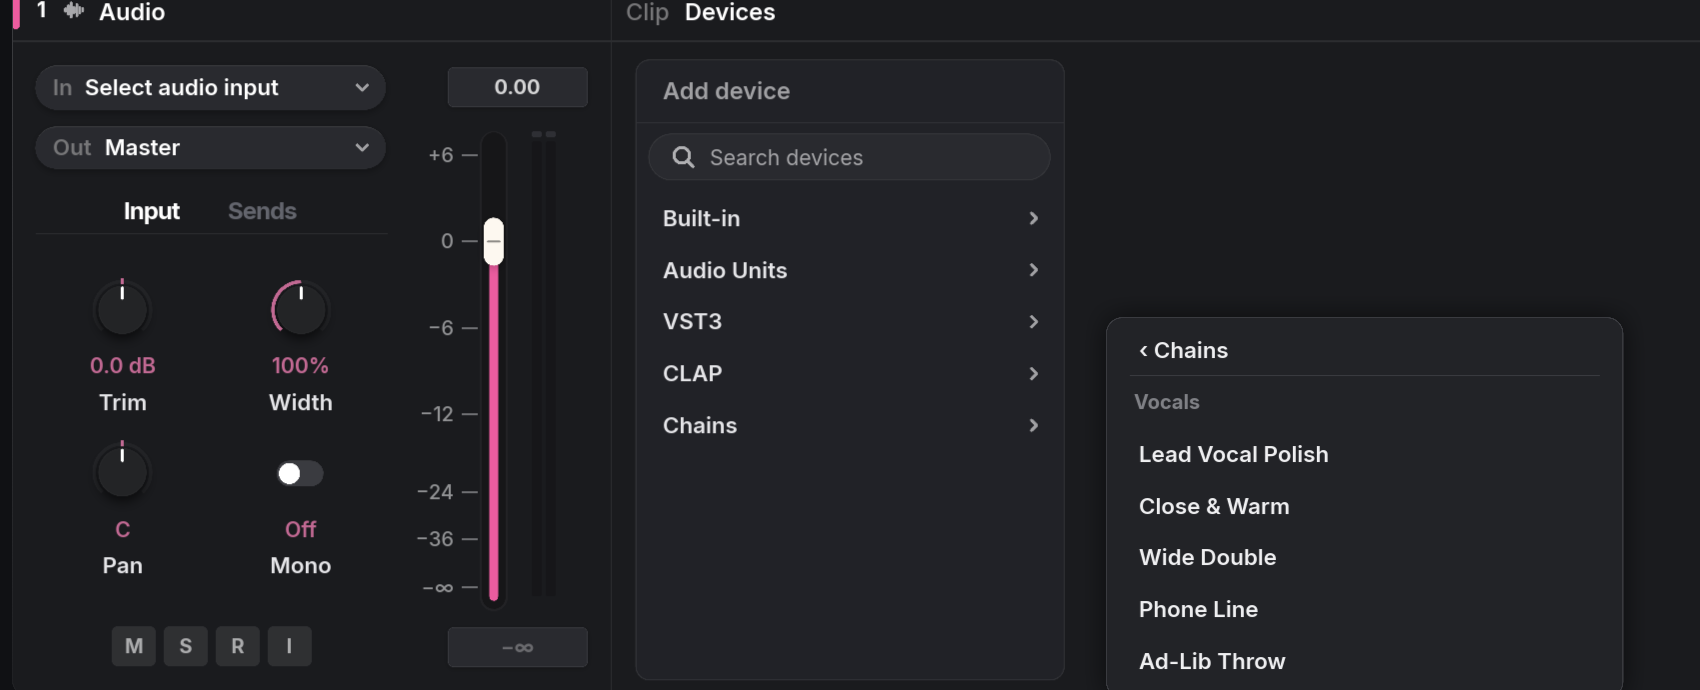 1 Audio
Clip Devices
In Select audio input
Out Master
Input Sends
0.0 dB
Trim
100%
Width
C
Pan
Off
Mono
M S R I
0.00
+6
0
−6
−12
−24
−36
−∞
−∞
Add device
Search devices
Built-in
Audio Units
VST3
CLAP
Chains
‹ Chains
Vocals
Lead Vocal Polish
Close & Warm
Wide Double
Phone Line
Ad-Lib Throw